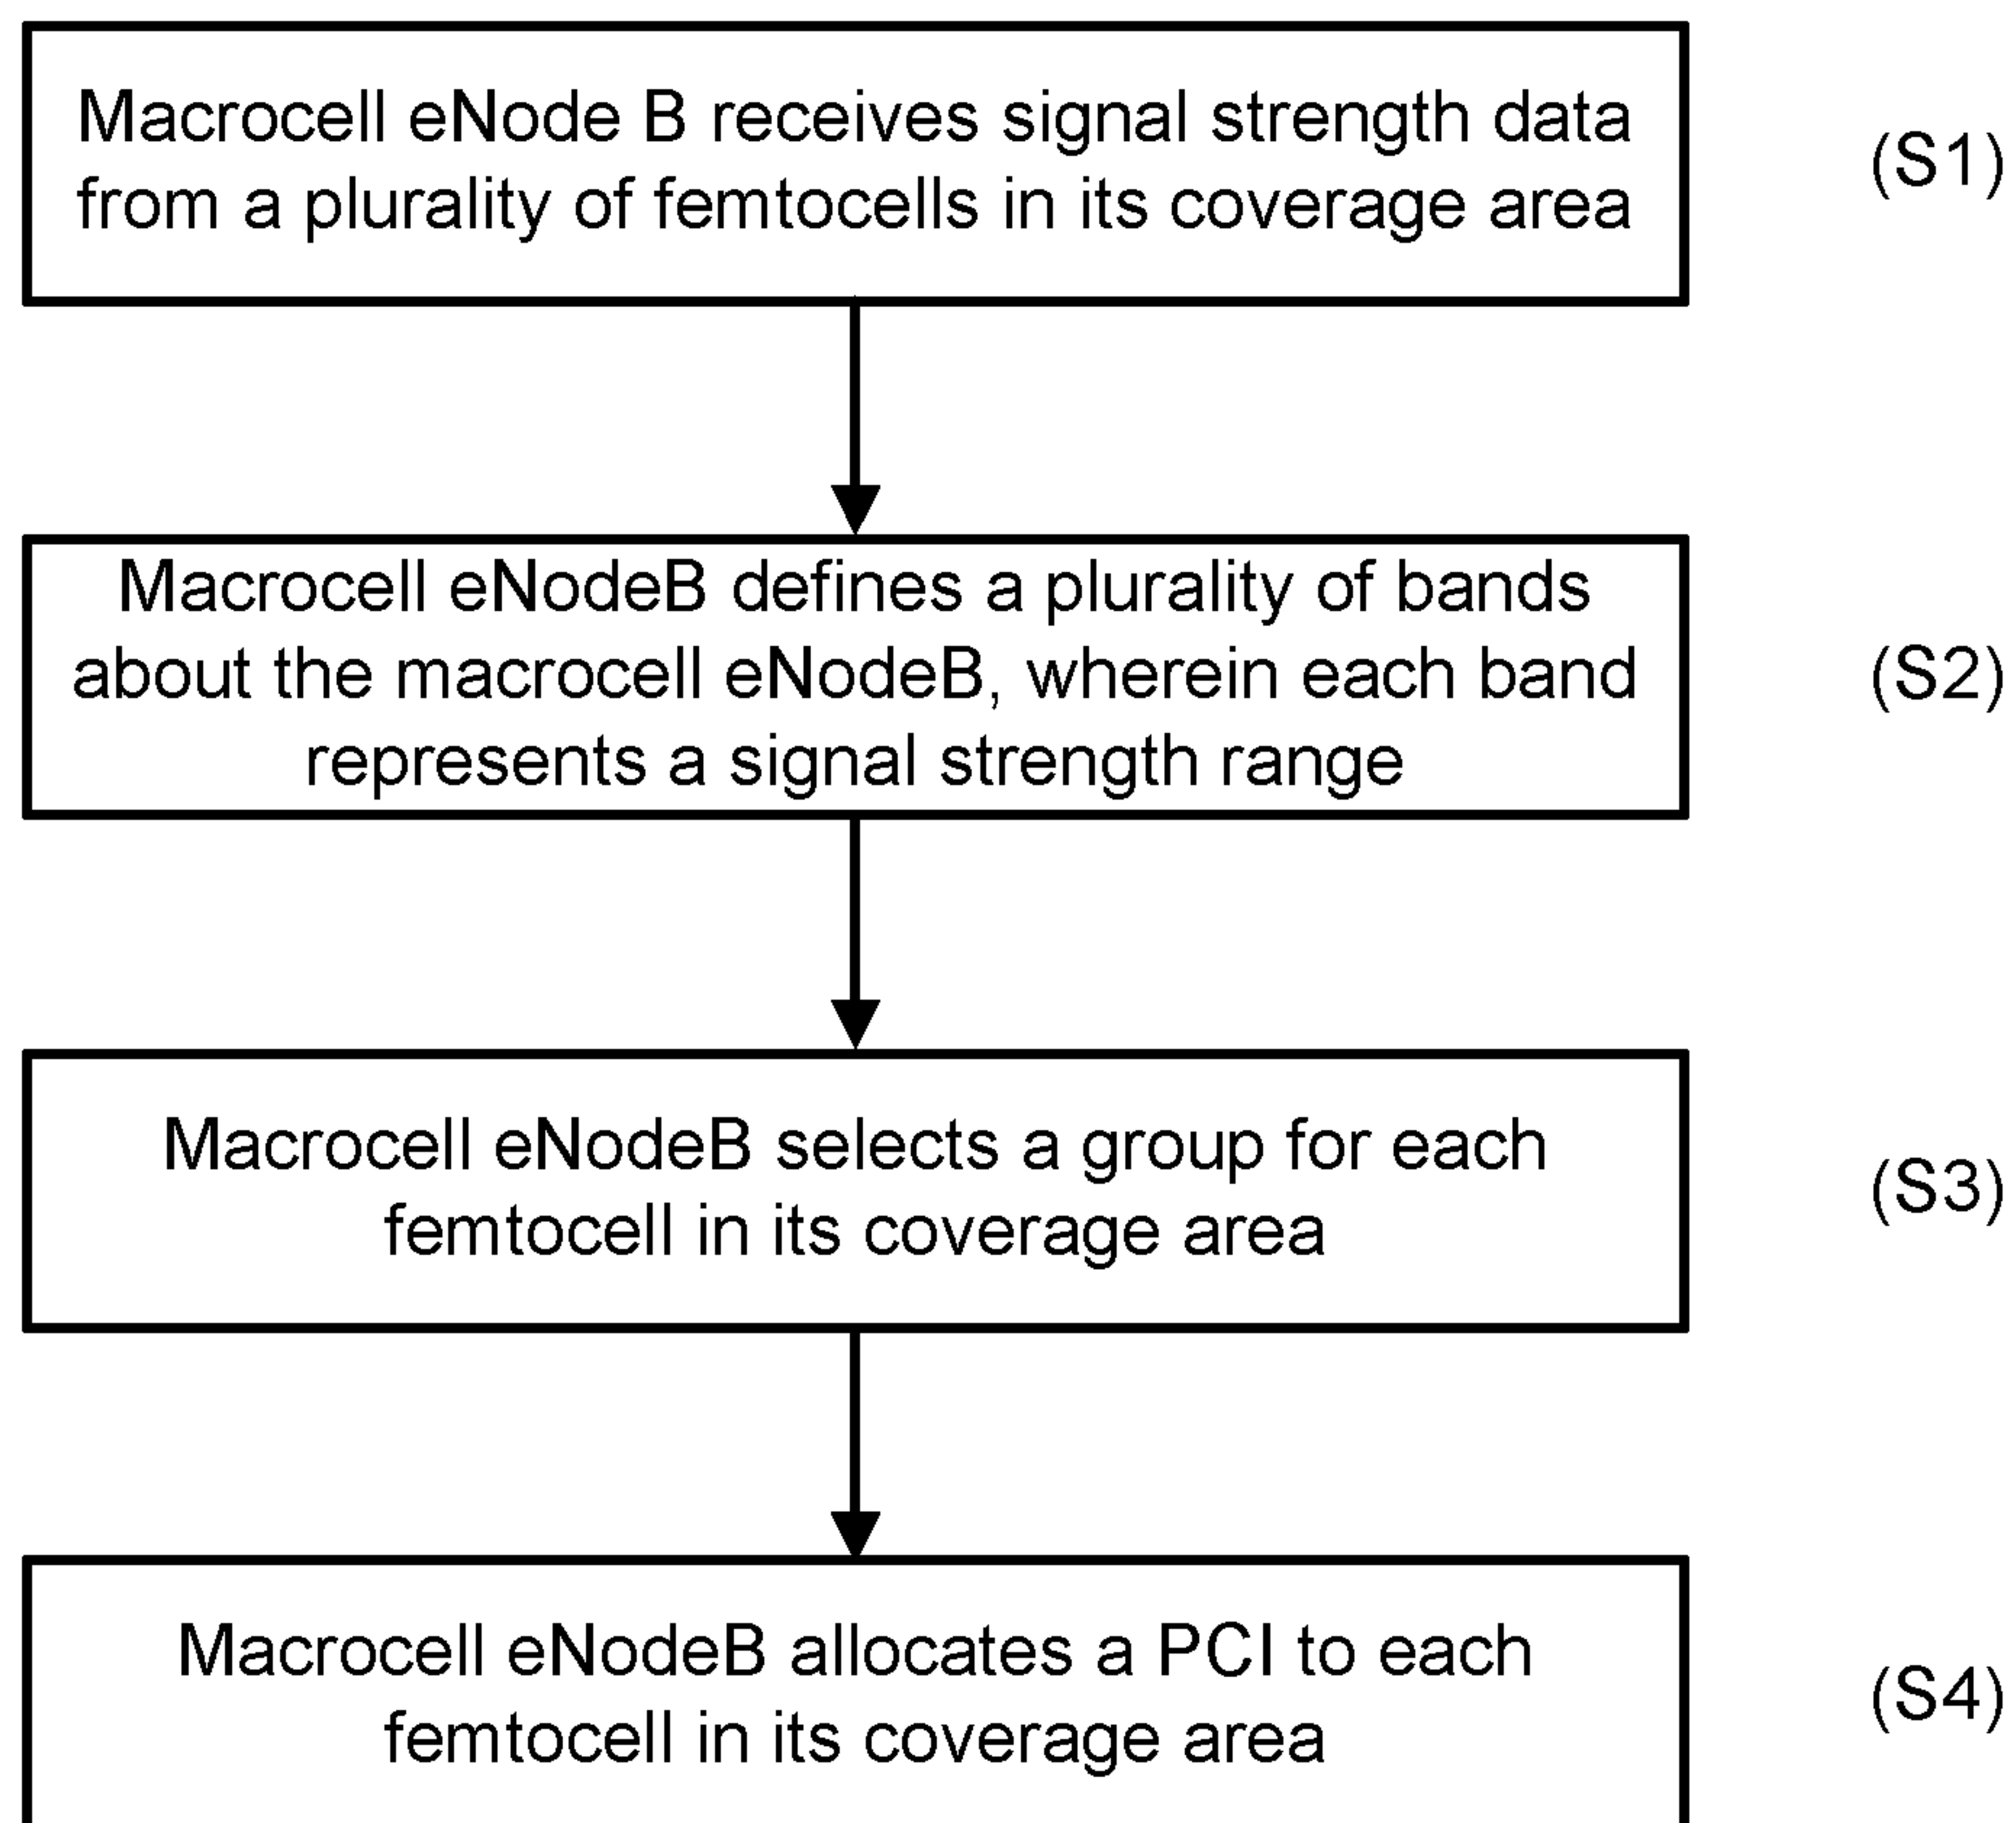 Macrocell eNode B receives signal strength data
from a plurality of femtocells in its coverage area
(S1)
Macrocell eNodeB defines a plurality of bands
about the macrocell eNodeB, wherein each band
represents a signal strength range
(S2)
Macrocell eNodeB selects a group for each
femtocell in its coverage area
(S3)
Macrocell eNodeB allocates a PCI to each
femtocell in its coverage area
(S4)